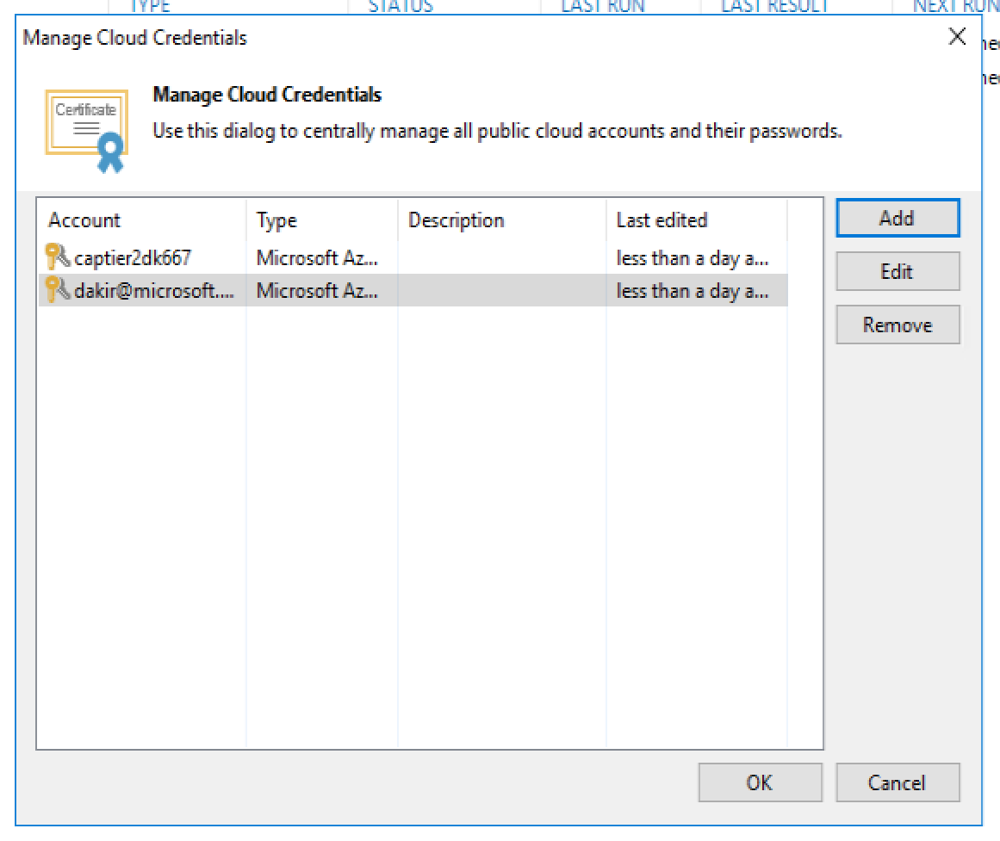 TYPE STATUS LAST RUN LAST RESULT NEXT RUN
Manage Cloud Credentials
Certificate
Manage Cloud Credentials
Use this dialog to centrally manage all public cloud accounts and their passwords.
Account Type Description Last edited
captier2dk667 Microsoft Az... less than a day a...
dakir@microsoft.... Microsoft Az... less than a day a...
Add
Edit
Remove
OK Cancel